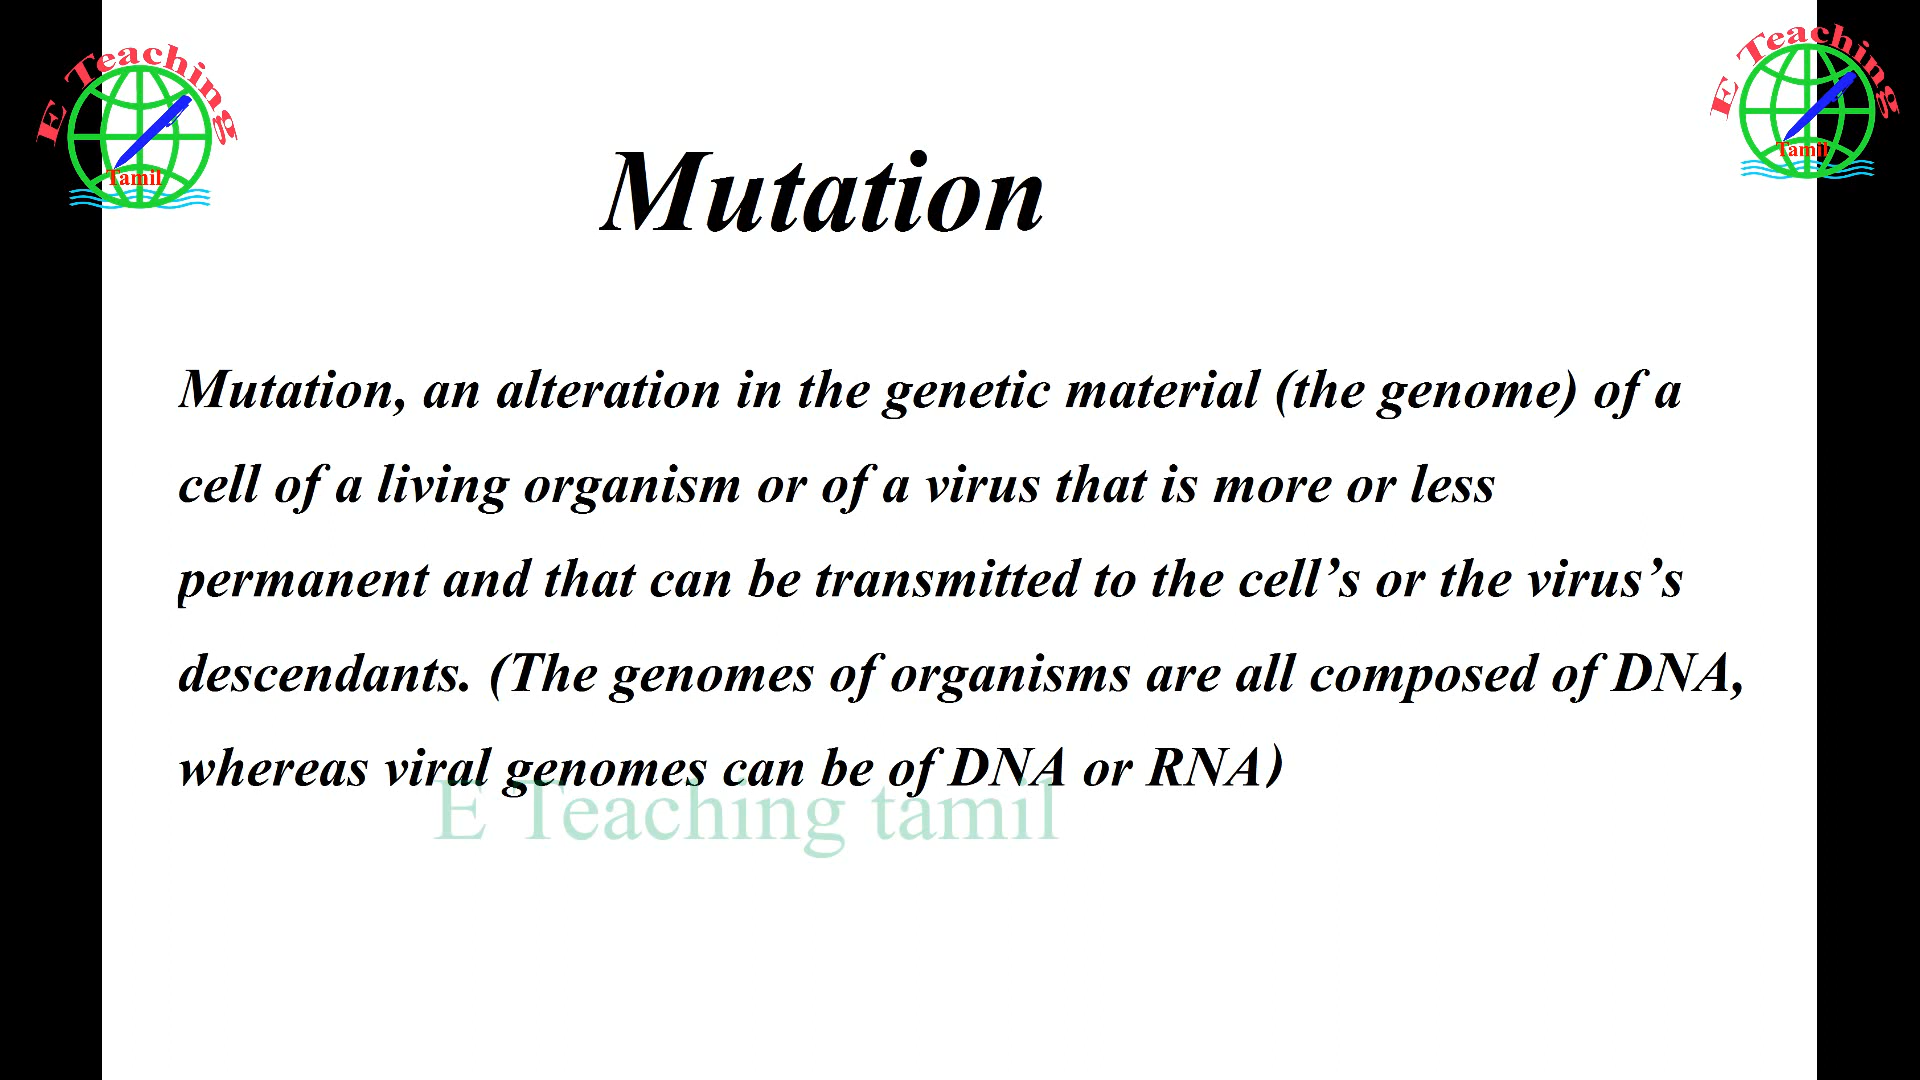 E Teaching
Tamil
E Teaching
Tamil
Mutation
Mutation, an alteration in the genetic material (the genome) of a
cell of a living organism or of a virus that is more or less
permanent and that can be transmitted to the cell’s or the virus’s
descendants. (The genomes of organisms are all composed of DNA,
whereas viral genomes can be of DNA or RNA)
E Teaching tamil